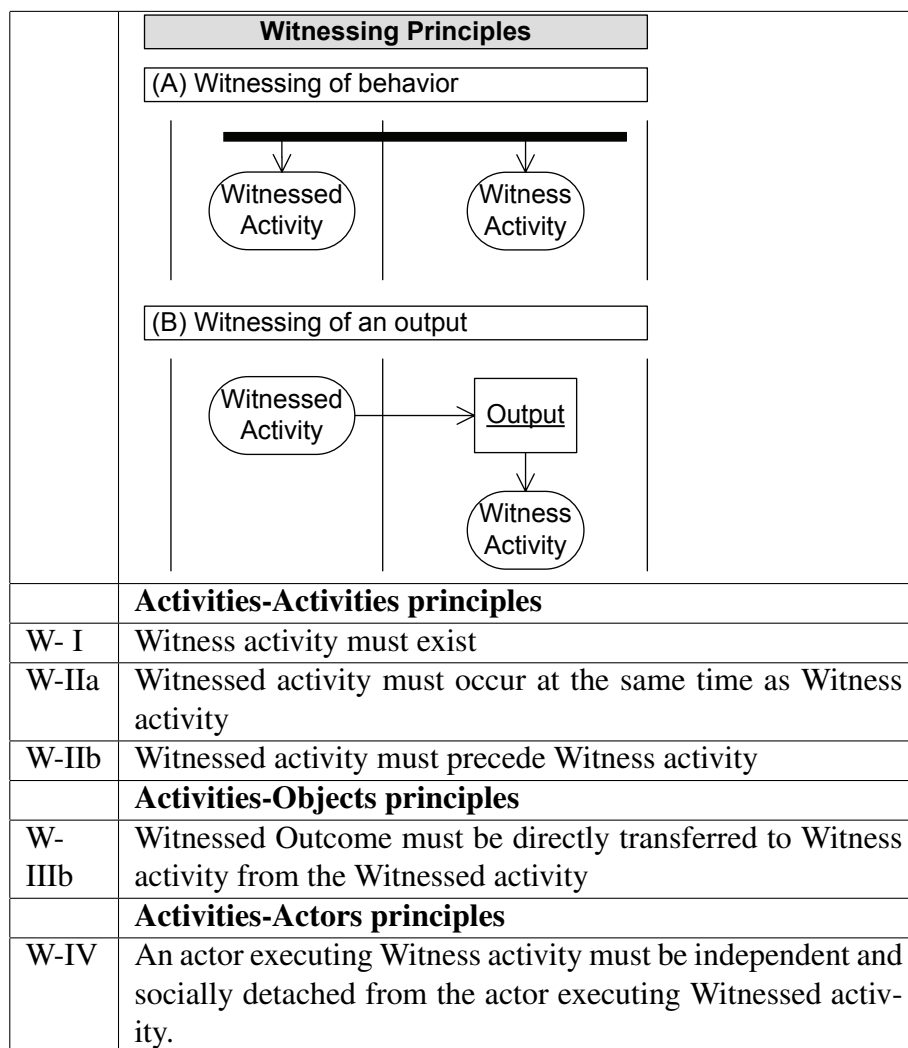 Witnessing Principles
(A) Witnessing of behavior
Witnessed
Activity
Witness
Activity
(B) Witnessing of an output
Witnessed
Activity
Output
Witness
Activity
Activities-Activities principles
W- I Witness activity must exist
W-IIa Witnessed activity must occur at the same time as Witness
activity
W-IIb Witnessed activity must precede Witness activity
Activities-Objects principles
W- Witnessed Outcome must be directly transferred to Witness
IIIb activity from the Witnessed activity
Activities-Actors principles
W-IV An actor executing Witness activity must be independent and
socially detached from the actor executing Witnessed activ-
ity.